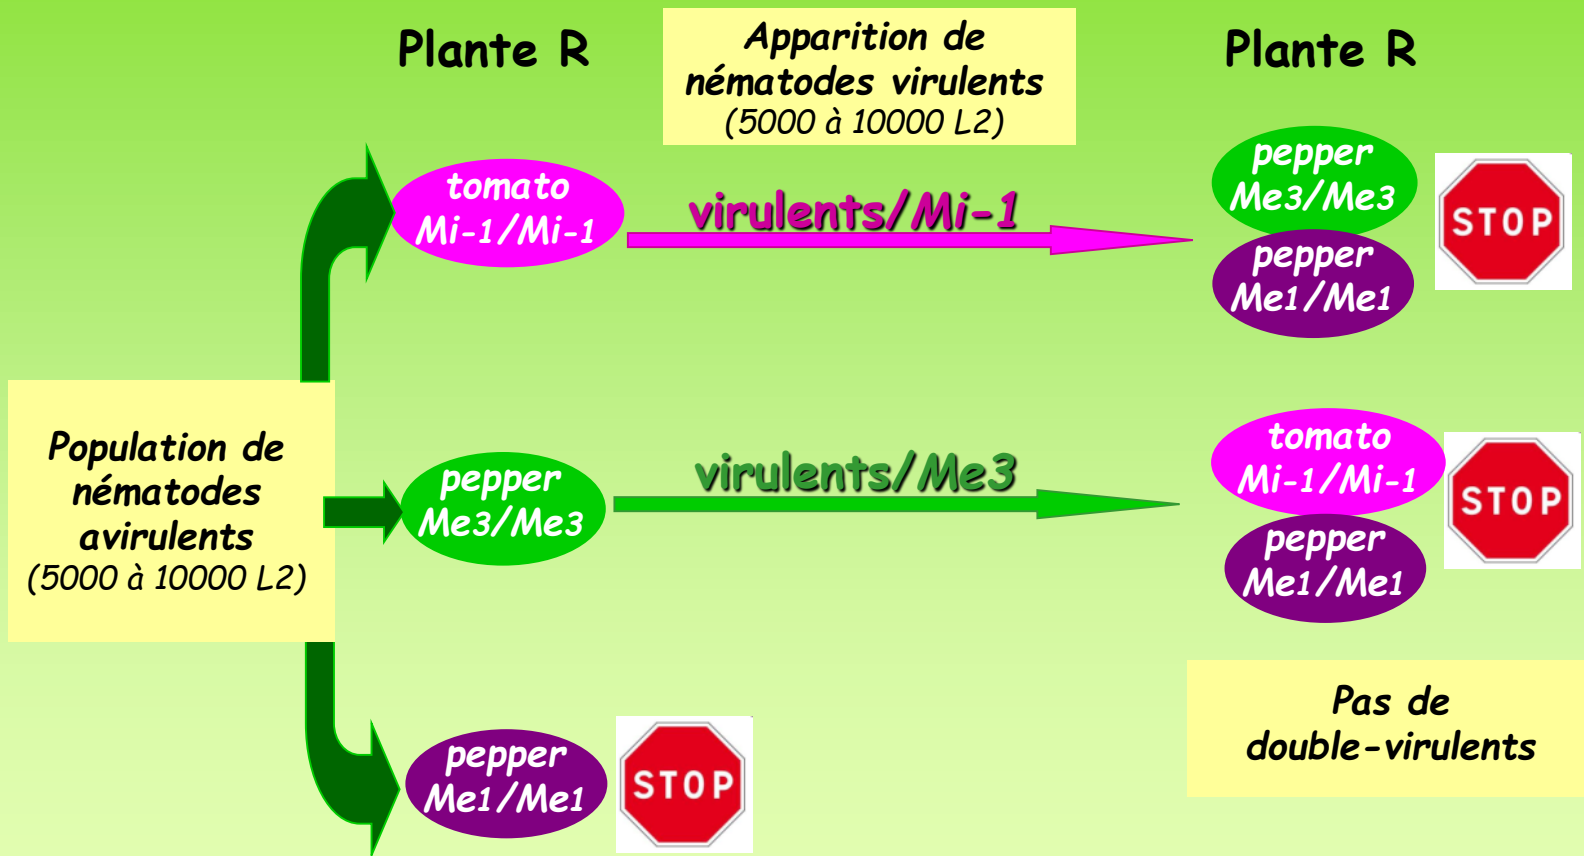 Plante R
Apparition de
nématodes virulents
(5000 à 10000 L2)
Plante R
tomato
Mi-1/Mi-1
virulents/Mi-1
pepper
Me3/Me3
pepper
Me1/Me1
STOP
Population de
nématodes
avirulents
(5000 à 10000 L2)
pepper
Me3/Me3
virulents/Me3
tomato
Mi-1/Mi-1
pepper
Me1/Me1
STOP
pepper
Me1/Me1
STOP
Pas de
double-virulents